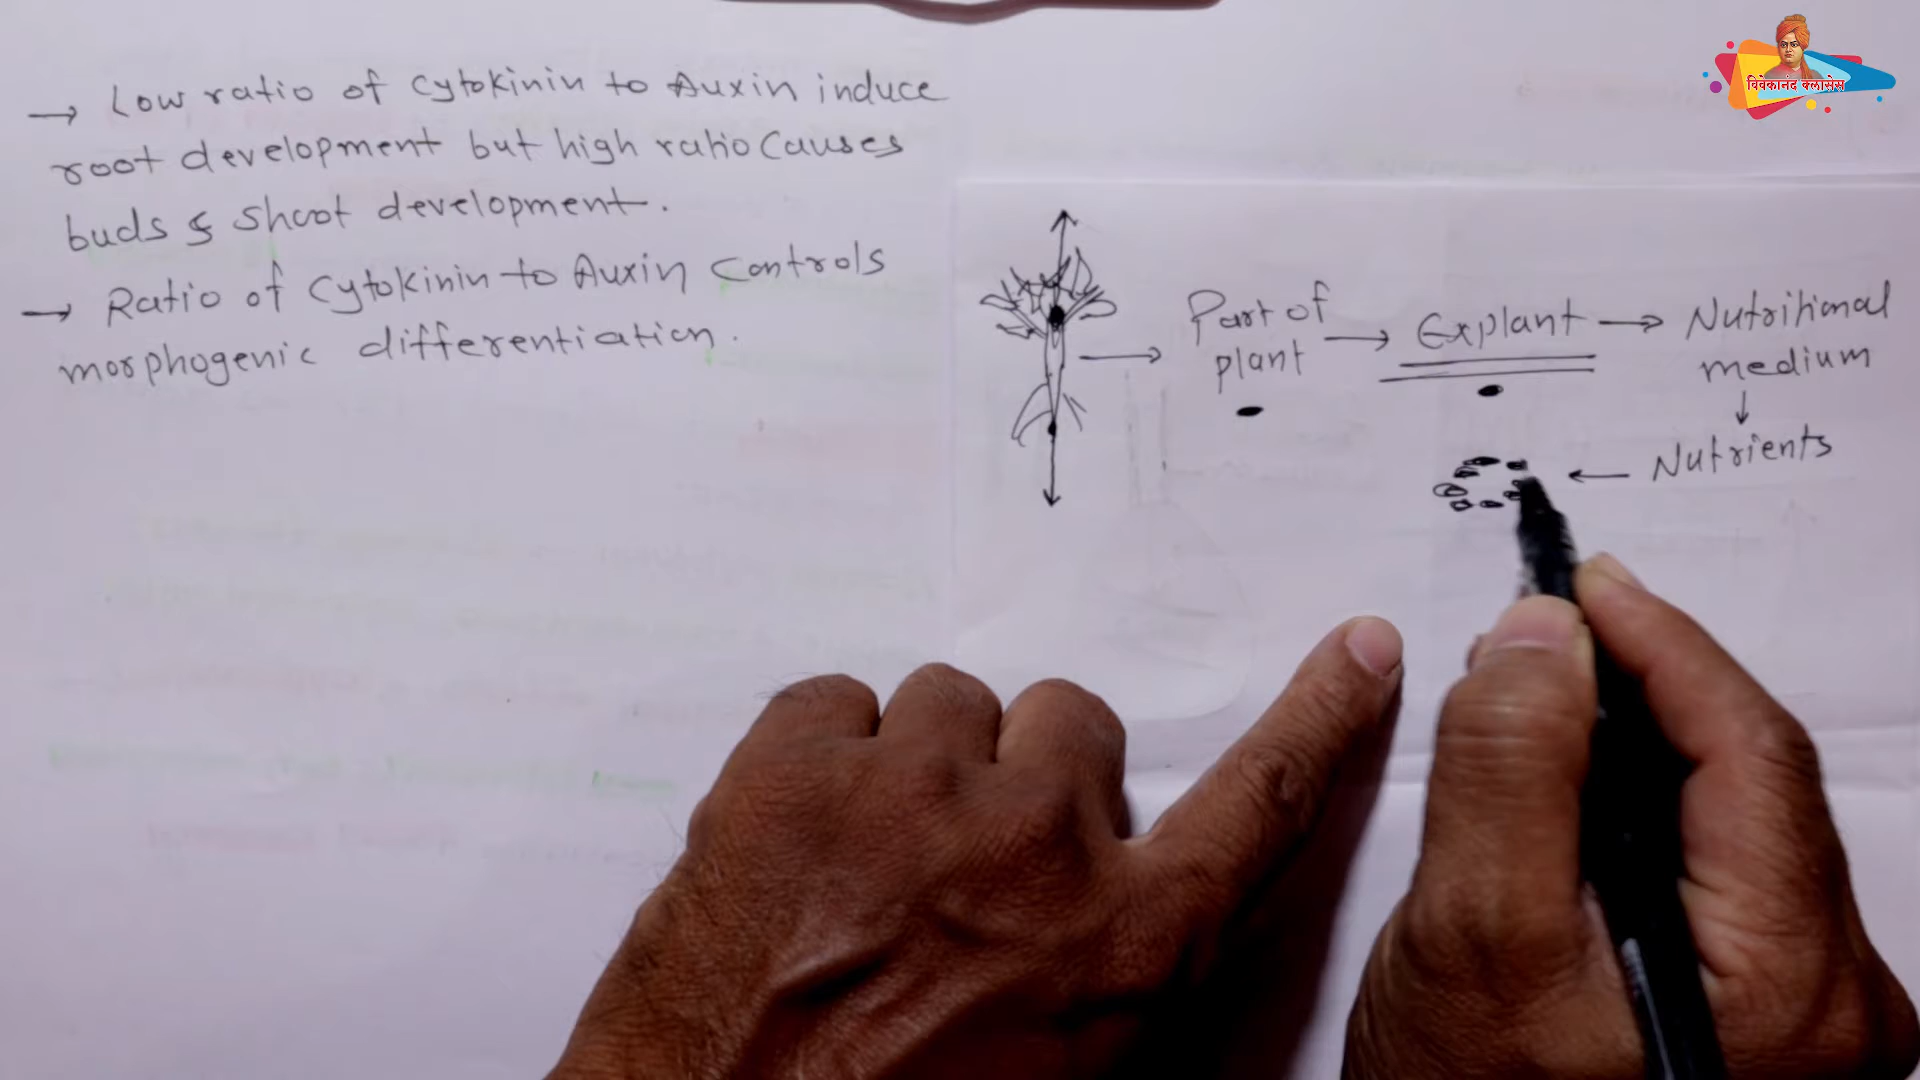 → Low ratio of cytokinin to Auxin induce
root development but high ratio causes
buds & shoot development.
→ Ratio of cytokinin to Auxin controls
morphogenic differentiation.
Part of
plant
→ Explant → Nutritional
medium
↓
← Nutrients
विवेकानंद क्लासेस